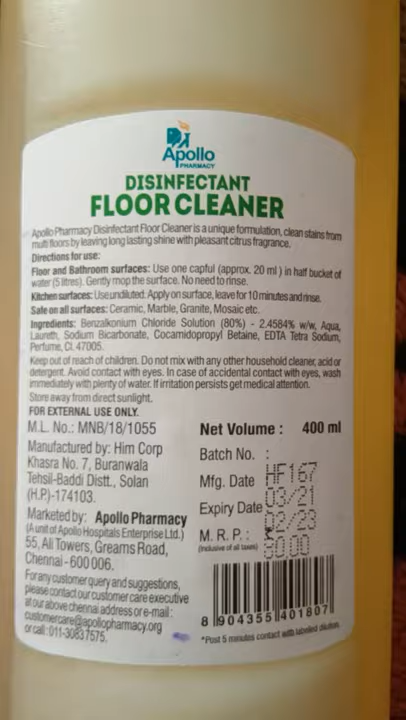 Apollo
PHARMACY
DISINFECTANT
FLOOR CLEANER
Apollo Pharmacy Disinfectant Floor Cleaner is a unique formulation, clean stains from
multi floors by leaving long lasting shine with pleasant citrus fragrance.
Directions for use:
Floor and Bathroom surfaces: Use one capful (approx. 20 ml ) in half bucket of
water (5 litres). Gently mop the surface. No need to rinse.
Kitchen surfaces: Use undiluted. Apply on surface, leave for 10 minutes and rinse.
Safe on all surfaces: Ceramic, Marble, Granite, Mosaic etc.
Ingredients: Benzalkonium Chloride Solution (80%) - 2.4584% w/w, Aqua,
Laureth, Sodium Bicarbonate, Cocamidopropyl Betaine, EDTA Tetra Sodium,
Perfume, CI. 47005.
Keep out of reach of children. Do not mix with any other household cleaner, acid or
detergent. Avoid contact with eyes. In case of accidental contact with eyes, wash
immediately with plenty of water. If irritation persists get medical attention.
Store away from direct sunlight.
FOR EXTERNAL USE ONLY.
M.L. No.: MNB/18/1055
Manufactured by: Him Corp
Khasra No. 7, Buranwala
Tehsil-Baddi Distt., Solan
(H.P)-174103.
Marketed by: Apollo Pharmacy
(A unit of Apollo Hospitals Enterprise Ltd.)
55, Ali Towers, Greams Road,
Chennai - 600 006.
For any customer query and suggestions,
please contact our customer care executive
at our above chennai address or e-mail :
customercare@apollopharmacy.org
or call : 011-30837575.
Net Volume : 400 ml
Batch No. :
HF167
Mfg. Date 03/21
Expiry Date 02/23
M. R. P. :
(inclusive of all taxes)
8 904355 401807
*Post 5 minutes contact with labeled dilution.